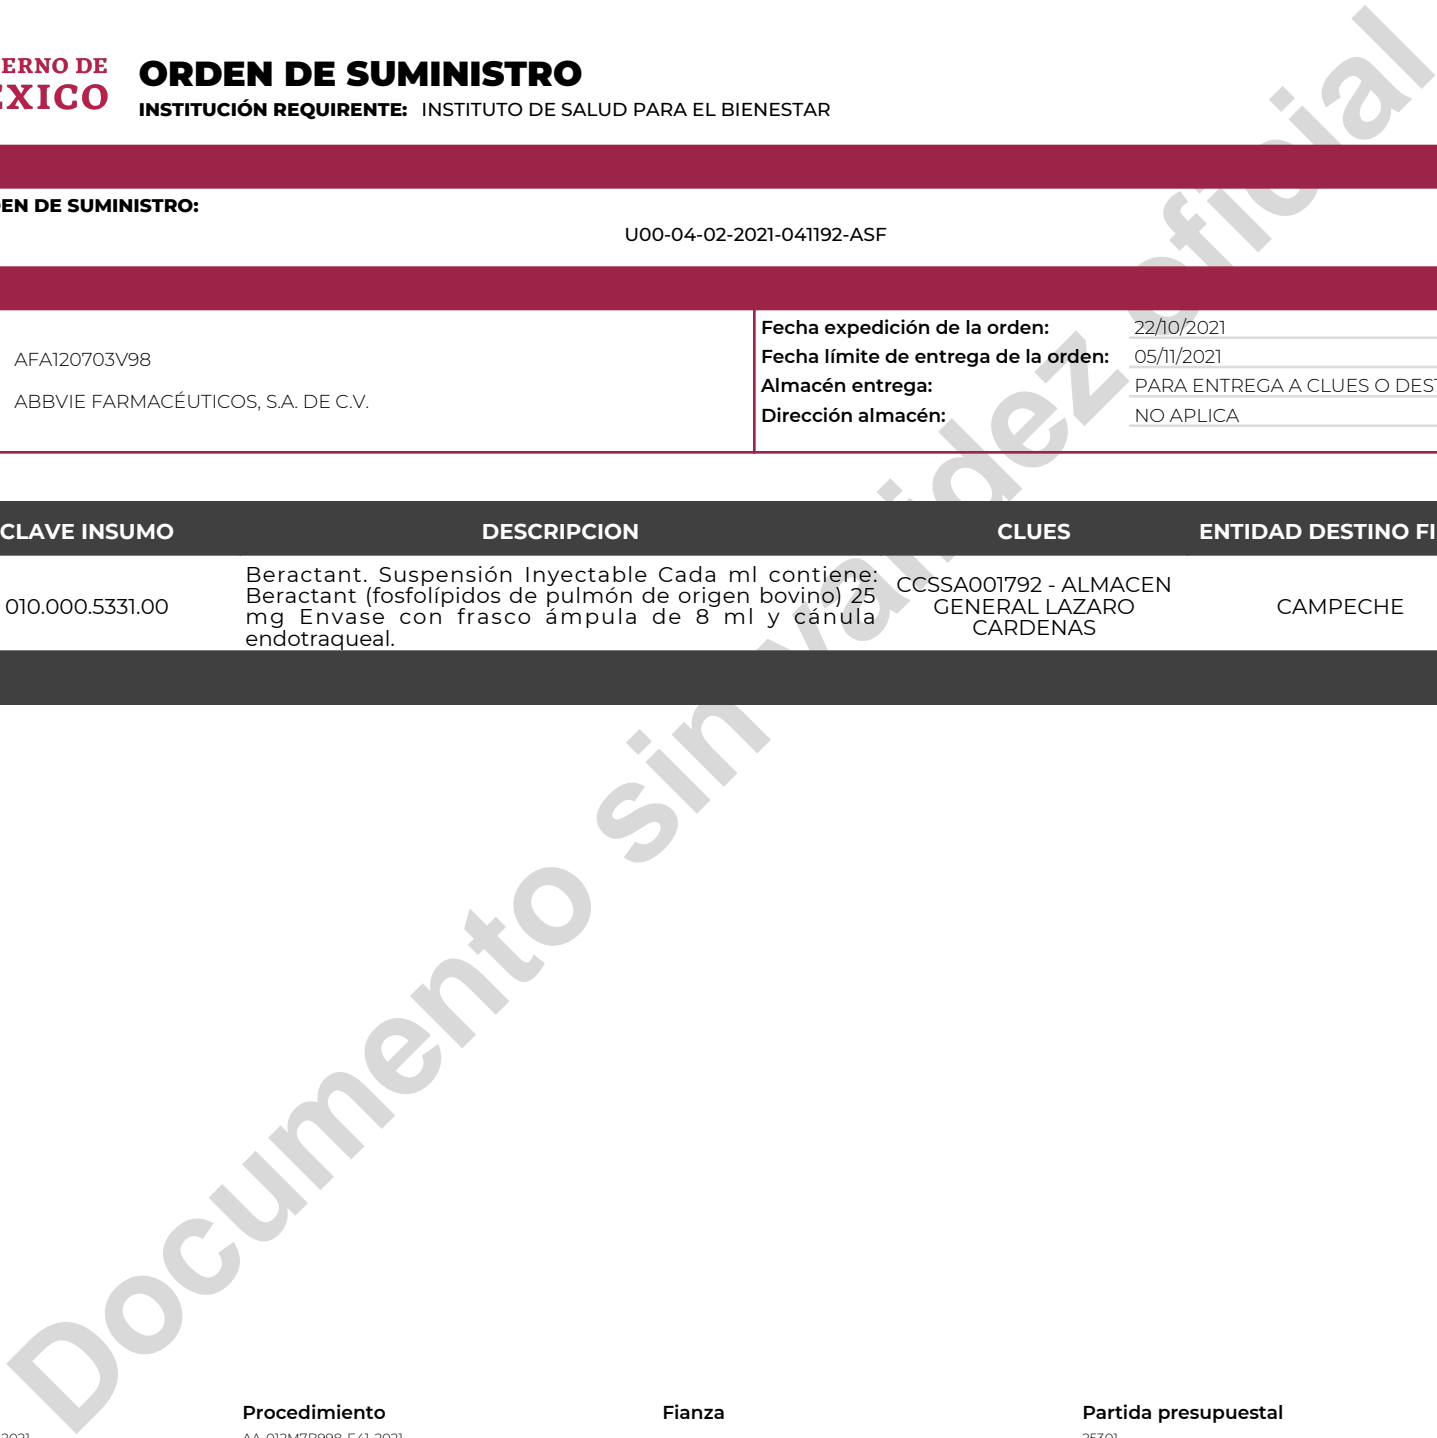 ERNO DE
ORDEN DE SUMINISTRO
INSTITUCIÓN REQUIRENTE: INSTITUTO DE SALUD PARA EL BIENESTAR
EN DE SUMINISTRO:
U00-04-02-2021-041192-ASF
AFA120703V98
ABBVIE FARMACÉUTICOS, S.A. DE C.V.
Fecha expedición de la orden: 22/10/2021
Fecha límite de entrega de la orden: 05/11/2021
Almacén entrega: PARA ENTREGA A CLUES O DEST
Dirección almacén: NO APLICA
CLAVE INSUMO DESCRIPCION CLUES ENTIDAD DESTINO FI
010.000.5331.00
Beractant. Suspensión Inyectable Cada ml contiene:
Beractant (fosfolípidos de pulmón de origen bovino) 25
mg Envase con frasco ámpula de 8 ml y cánula
endotraqueal.
CCSSA001792 - ALMACEN
GENERAL LAZARO
CARDENAS
CAMPECHE
Documento sin validez oficial
Procedimiento Fianza Partida presupuestal